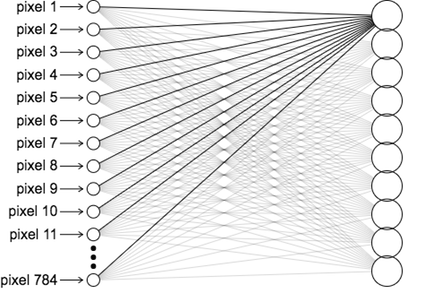 pixel 1
pixel 2
pixel 3
pixel 4
pixel 5
pixel 6
pixel 7
pixel 8
pixel 9
pixel 10
pixel 11
pixel 784